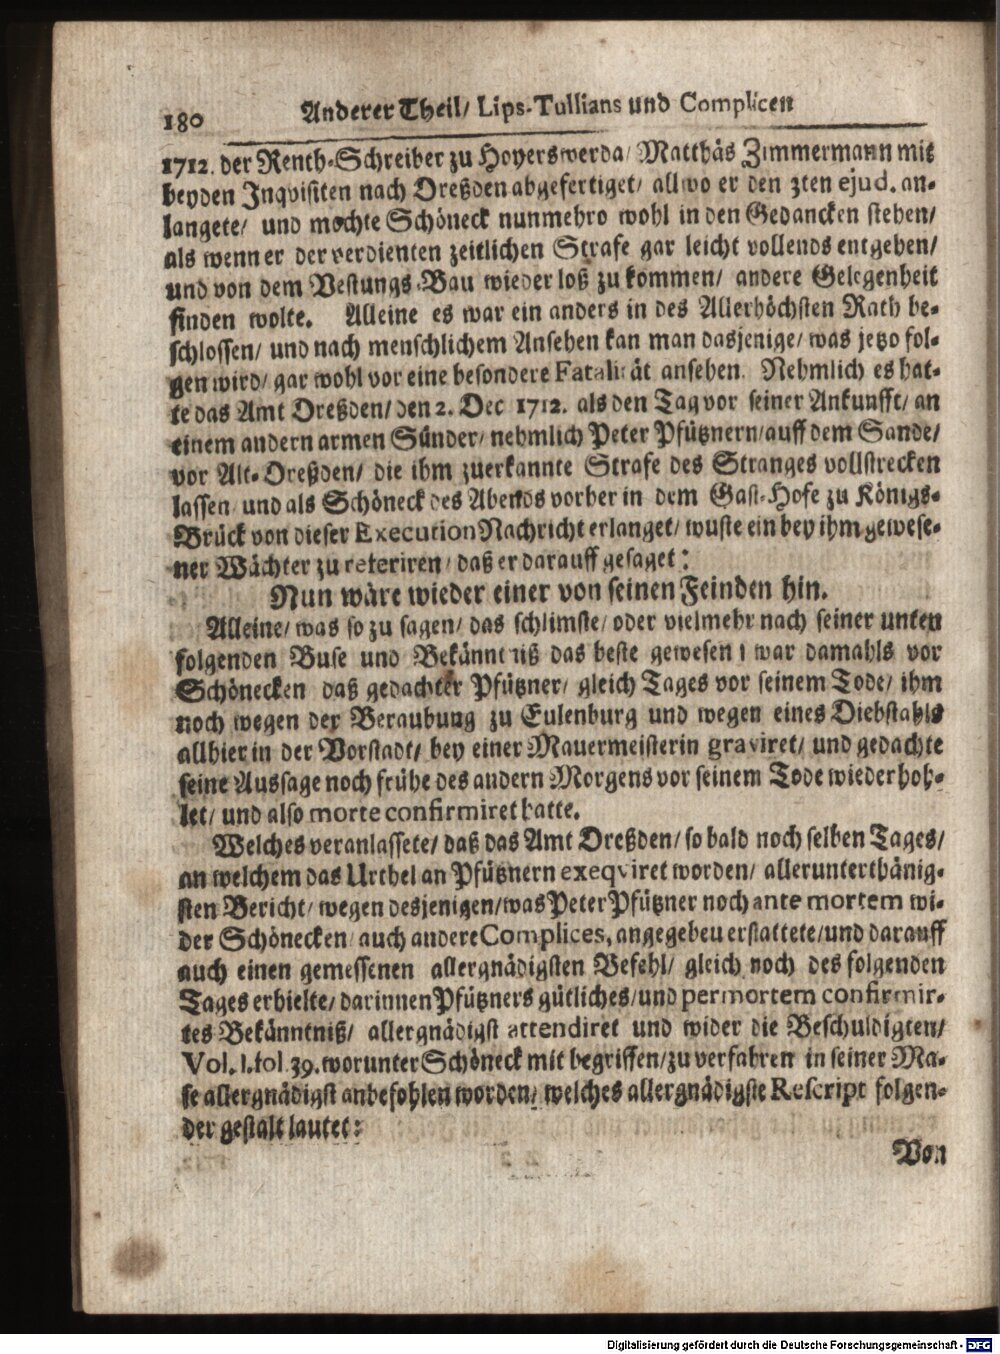 180 Anderer Theil/ Lips-Tullians und Complicen
1712. der Renth-Schreiber zu Hoyerswerda/ Matthäs Zimmermann mit
beyden Inqvisiten nach Dreßden abgefertiget/ allwo er den 3ten ejud. an-
langete/ und mochte Schöneck nunmehro wohl in den Gedancken stehen/
als wenn er der verdienten zeitlichen Strafe gar leicht vollends entgehen/
und von dem Vestungs-Bau wieder loß zu kommen/ andere Gelegenheit
finden wolte. Alleine es war ein anders in des Allerhöchsten Rath be-
schlossen/ und nach menschlichem Ansehen kan man dasjenige/ was jetzo fol-
gen wird/ gar wohl vor eine besondere Fatalität ansehen. Nehmlich es hat-
te das Amt Dreßden/ den 2. Dec 1712. als den Tag vor seiner Ankunfft/ an
einem andern armen Sünder/ nehmlich Peter Pfütznern/ auff dem Sande/
vor Alt-Dreßden/ die ihm zuerkannte Strafe des Stranges vollstrecken
lassen/ und als Schöneck des Abends vorher in dem Gast-Hofe zu Königs-
Brück von dieser Execution Nachricht erlanget/ wuste ein bey ihm gewese-
ner Wächter zu referiren/ daß er darauff gesaget:
Nun wäre wieder einer von seinen Feinden hin.
Alleine/ was so zu sagen/ das schlimste/ oder vielmehr nach seiner unten
folgenden Buse und Bekänntniß das beste gewesen/ war damahls vor
Schönecken daß gedachter Pfützner/ gleich Tages vor seinem Tode/ ihm
noch wegen der Beraubung zu Eulenburg und wegen eines Diebstahls
allhier in der Vorstadt/ bey einer Mauermeisterin graviret/ und gedachte
seine Aussage noch frühe des andern Morgens vor seinem Tode wiederhoh-
let/ und also morte confirmiret hatte.
Welches veranlassete/ daß das Amt Dreßden/ so bald noch selben Tages/
an welchem das Urthel an Pfütznern exeqviret worden/ allerunterthänig-
sten Bericht/ wegen desjenigen/ was Peter Pfützner noch ante mortem wi-
der Schönecken/ auch andere Complices, angegebeu erstattete/ und darauff
auch einen gemessenen allergnädigsten Befehl/ gleich noch des folgenden
Tages erhielte/ darinnen Pfützners gütliches/ und per mortem confirmir-
tes Bekänntniß/ allergnädigst attendiret und wider die Beschuldigten/
Vol. I. fol 39. worunter Schöneck mit begriffen/ zu verfahren in seiner Ma-
se allergnädigst anbefohlen worden/ welches allergnädigste Rescript folgen-
der gestalt lautet:
Von
Digitalisierung gefördert durch die Deutsche Forschungsgemeinschaft - DFG